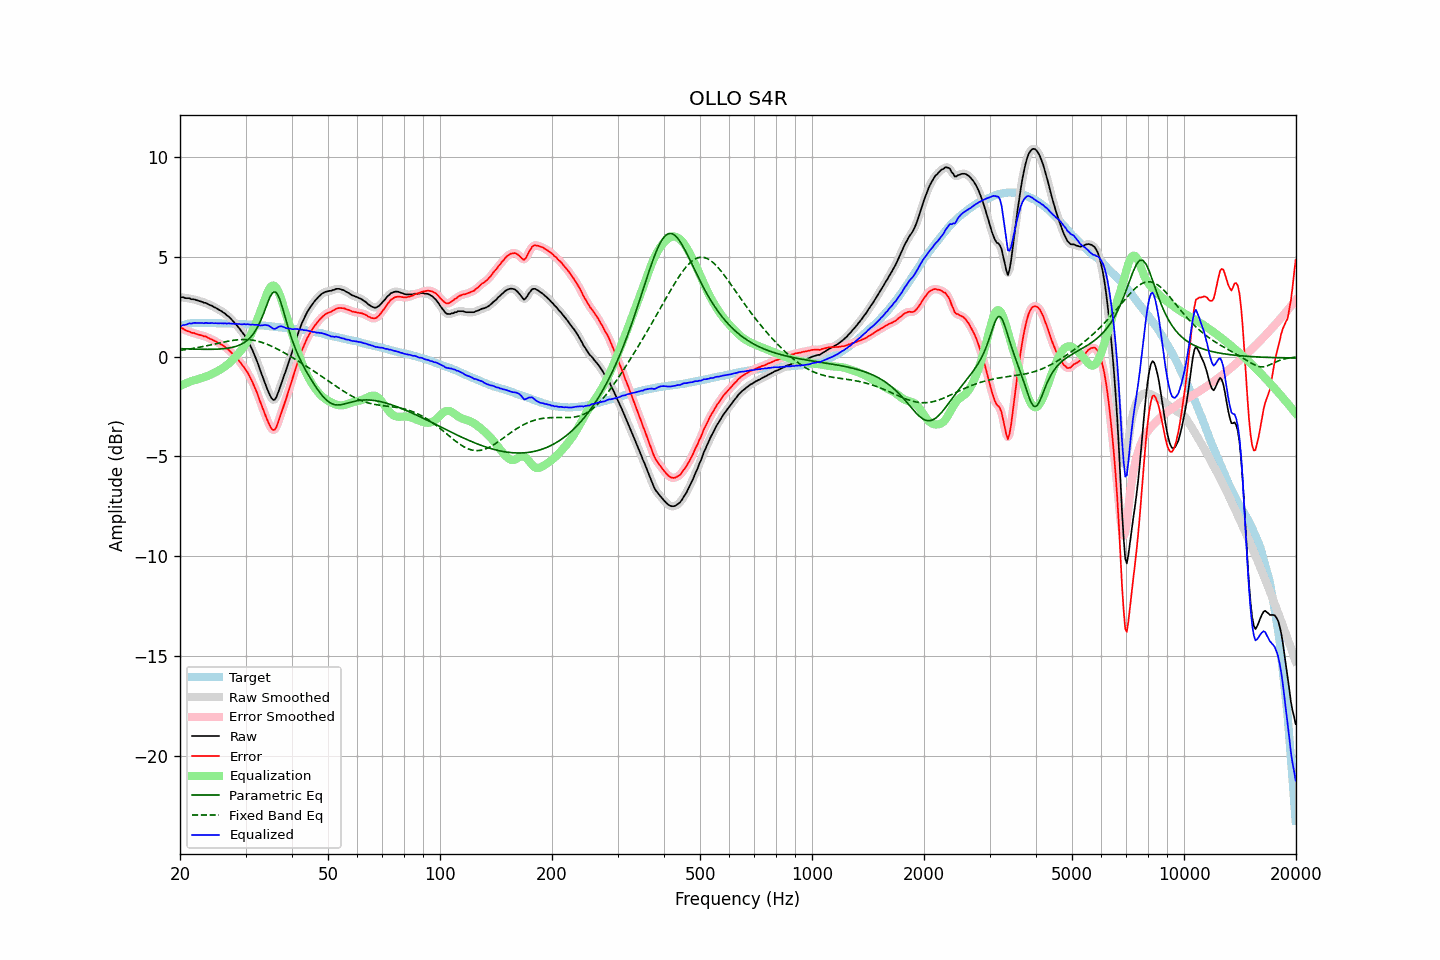 OLLO S4R
Amplitude (dBr)
10
5
0
−5
−10
−15
−20
Target
Raw Smoothed
Error Smoothed
Raw
Error
Equalization
Parametric Eq
Fixed Band Eq
Equalized
20 50 100 200 500 1000 2000 5000 10000 20000
Frequency (Hz)